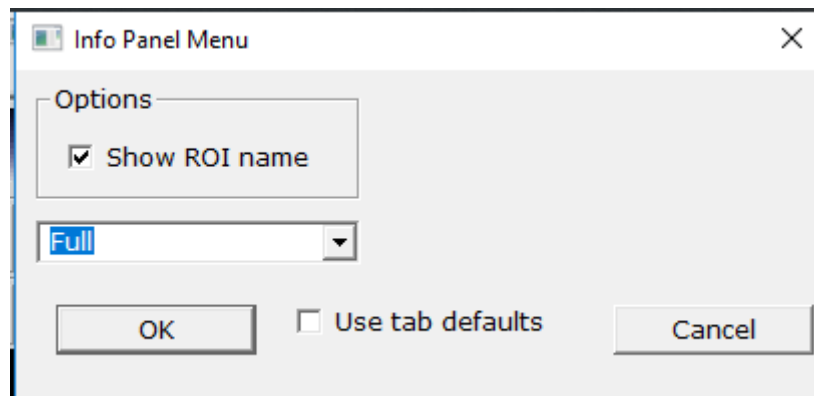 Info Panel Menu
Options
Show ROI name
Full
OK
Use tab defaults
Cancel